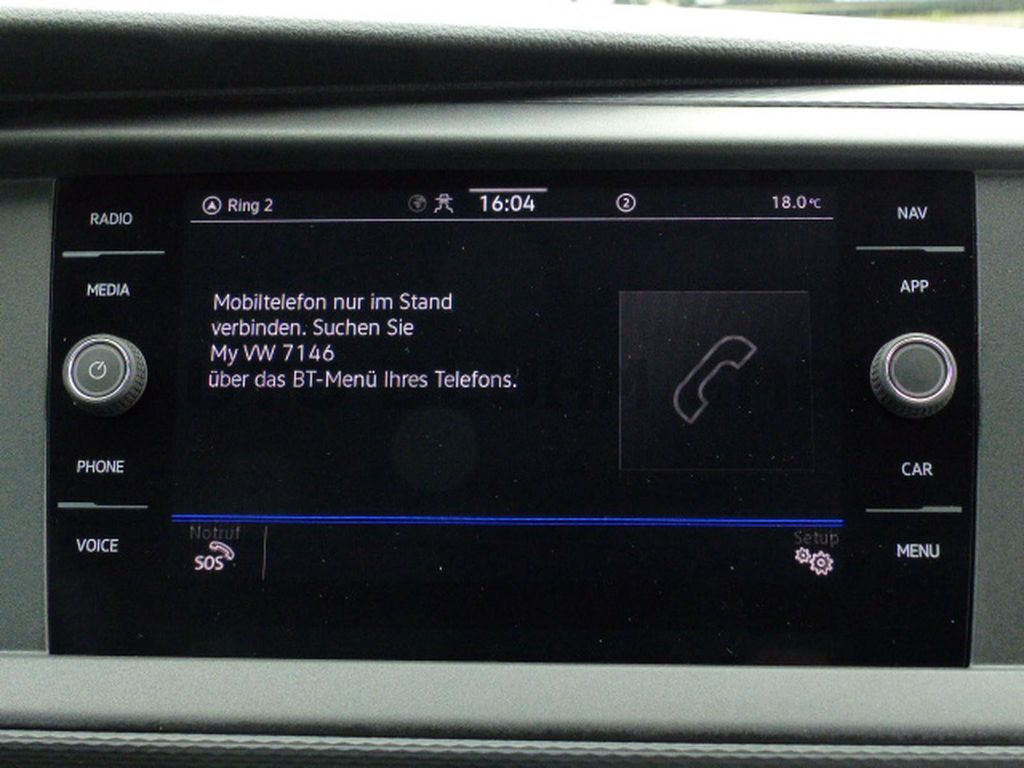 RADIO
MEDIA
PHONE
VOICE
Ring 2
16:04
2
18.0 °C
Mobiltelefon nur im Stand
verbinden. Suchen Sie
My VW 7146
über das BT-Menü Ihres Telefons.
Notruf
SOS
Setup
NAV
APP
CAR
MENU